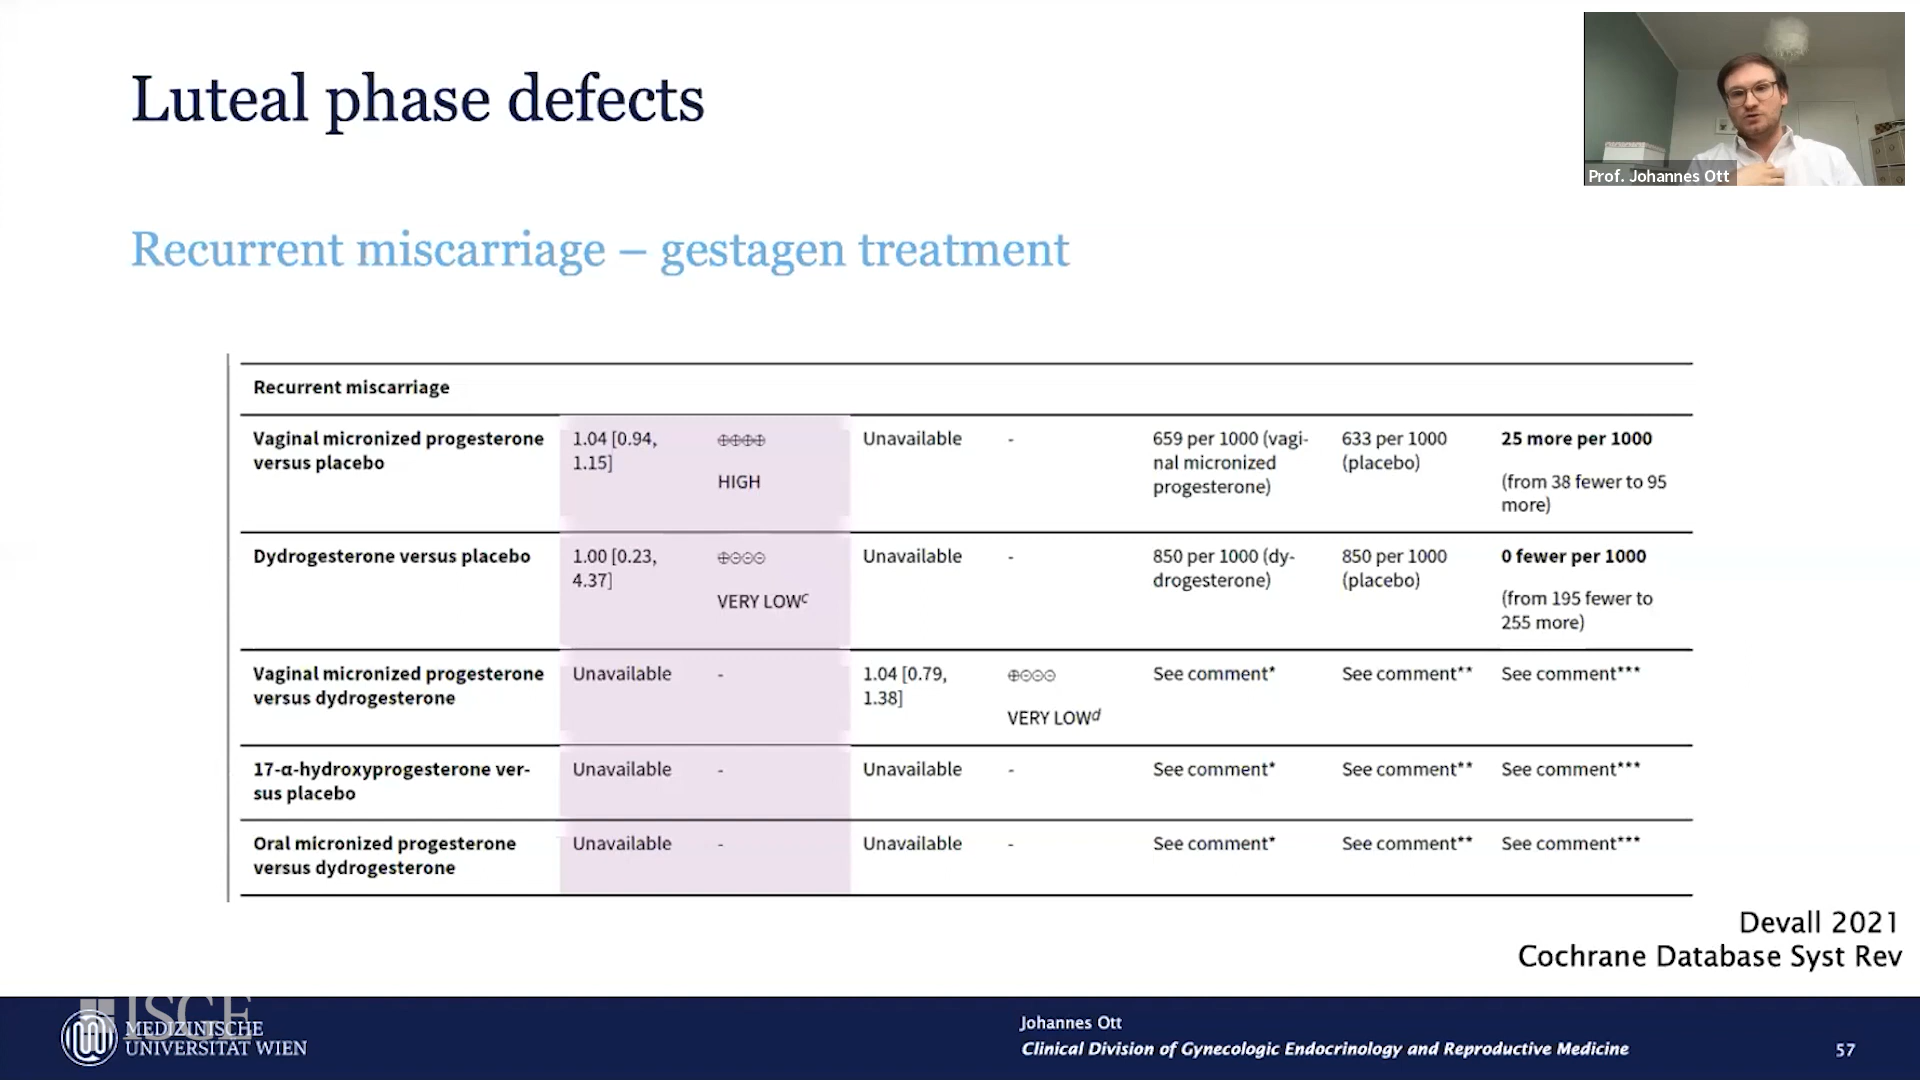 Luteal phase defects
Prof. Johannes Ott
Recurrent miscarriage – gestagen treatment
Recurrent miscarriage
Vaginal micronized progesterone versus placebo
1.04 [0.94, 1.15]
⊕⊕⊕⊕
HIGH
Unavailable
-
659 per 1000 (vagi-
nal micronized
progesterone)
633 per 1000
(placebo)
25 more per 1000
(from 38 fewer to 95
more)
Dydrogesterone versus placebo
1.00 [0.23,
4.37]
⊕⊝⊝⊝
VERY LOWc
Unavailable
-
850 per 1000 (dy-
drogesterone)
850 per 1000
(placebo)
0 fewer per 1000
(from 195 fewer to
255 more)
Vaginal micronized progesterone
versus dydrogesterone
Unavailable
-
1.04 [0.79,
1.38]
⊕⊝⊝⊝
VERY LOWd
See comment*
See comment**
See comment***
17-α-hydroxyprogesterone ver-
sus placebo
Unavailable
-
Unavailable
-
See comment*
See comment**
See comment***
Oral micronized progesterone
versus dydrogesterone
Unavailable
-
Unavailable
-
See comment*
See comment**
See comment***
Devall 2021
Cochrane Database Syst Rev
ISGE
MEDIZINISCHE
UNIVERSITÄT WIEN
Johannes Ott
Clinical Division of Gynecologic Endocrinology and Reproductive Medicine
57